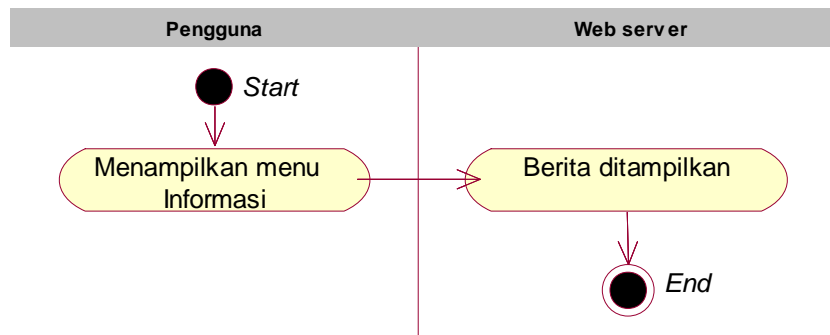 Pengguna
Web server
Start
Menampilkan menu
Informasi
Berita ditampilkan
End